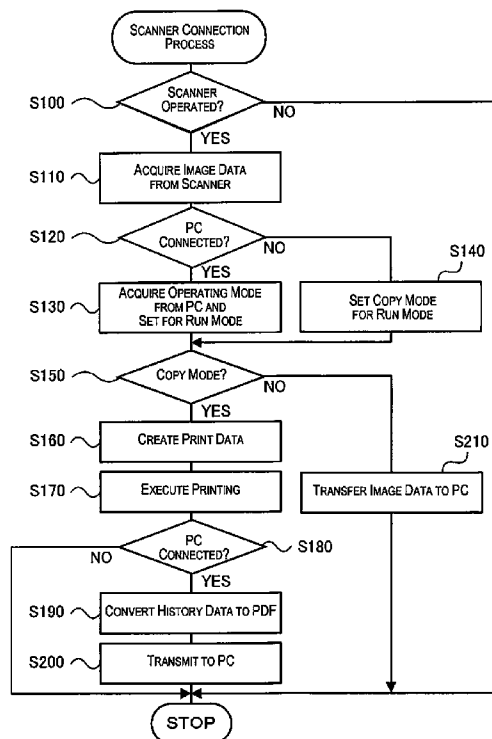 SCANNER CONNECTION
PROCESS
S100
SCANNER
OPERATED?
NO
YES
S110
ACQUIRE IMAGE DATA
FROM SCANNER
S120
PC
CONNECTED?
NO
YES
S130
ACQUIRE OPERATING MODE
FROM PC AND
SET FOR RUN MODE
S140
SET COPY MODE
FOR RUN MODE
S150
COPY MODE?
NO
YES
S160
CREATE PRINT DATA
S210
TRANSFER IMAGE DATA TO PC
S170
EXECUTE PRINTING
NO
PC
CONNECTED?
S180
YES
S190
CONVERT HISTORY DATA TO PDF
S200
TRANSMIT TO PC
STOP